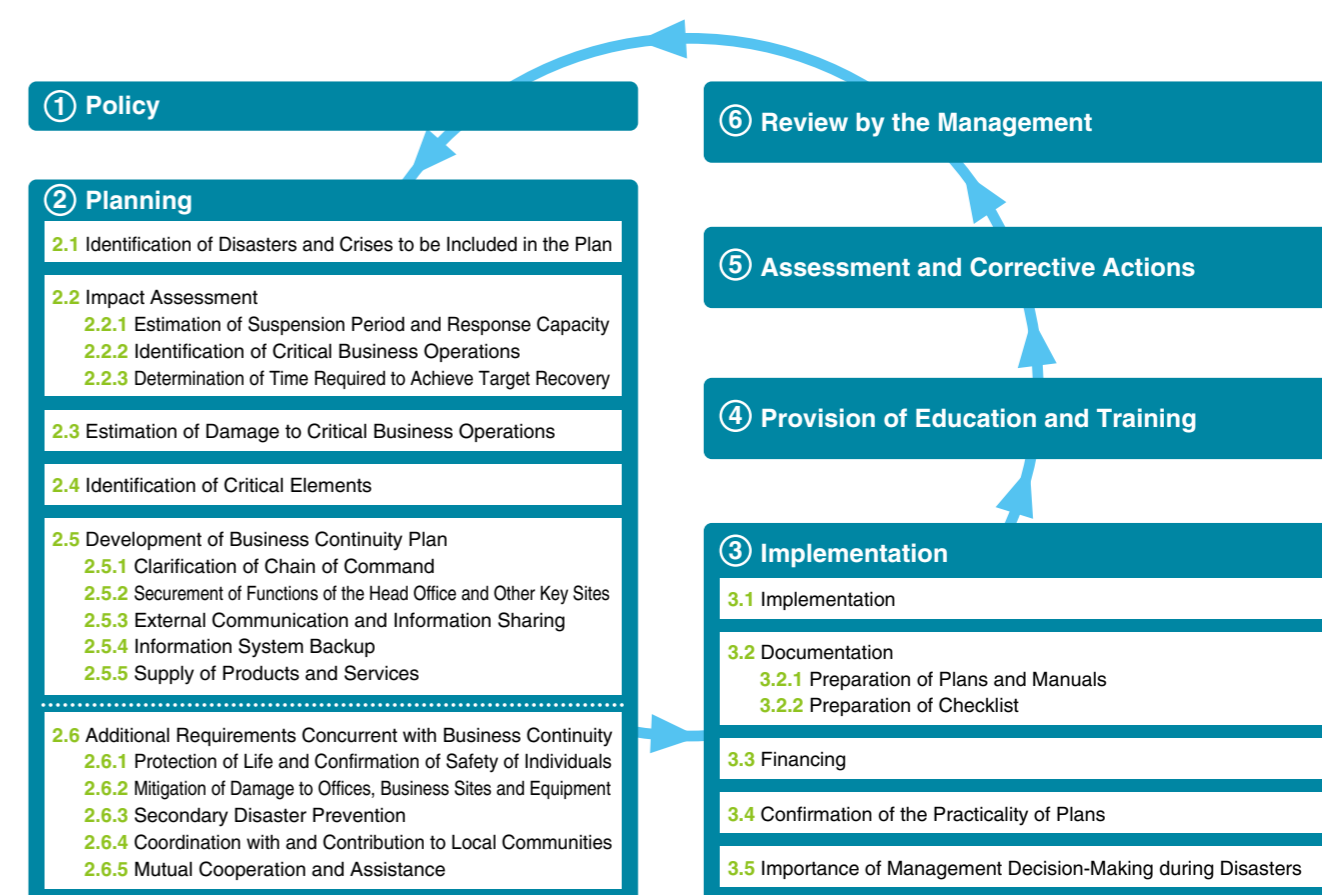 ① Policy
② Planning
2.1 Identification of Disasters and Crises to be Included in the Plan
2.2 Impact Assessment
2.2.1 Estimation of Suspension Period and Response Capacity
2.2.2 Identification of Critical Business Operations
2.2.3 Determination of Time Required to Achieve Target Recovery
2.3 Estimation of Damage to Critical Business Operations
2.4 Identification of Critical Elements
2.5 Development of Business Continuity Plan
2.5.1 Clarification of Chain of Command
2.5.2 Securement of Functions of the Head Office and Other Key Sites
2.5.3 External Communication and Information Sharing
2.5.4 Information System Backup
2.5.5 Supply of Products and Services
2.6 Additional Requirements Concurrent with Business Continuity
2.6.1 Protection of Life and Confirmation of Safety of Individuals
2.6.2 Mitigation of Damage to Offices, Business Sites and Equipment
2.6.3 Secondary Disaster Prevention
2.6.4 Coordination with and Contribution to Local Communities
2.6.5 Mutual Cooperation and Assistance
⑥ Review by the Management
⑤ Assessment and Corrective Actions
④ Provision of Education and Training
③ Implementation
3.1 Implementation
3.2 Documentation
3.2.1 Preparation of Plans and Manuals
3.2.2 Preparation of Checklist
3.3 Financing
3.4 Confirmation of the Practicality of Plans
3.5 Importance of Management Decision-Making during Disasters